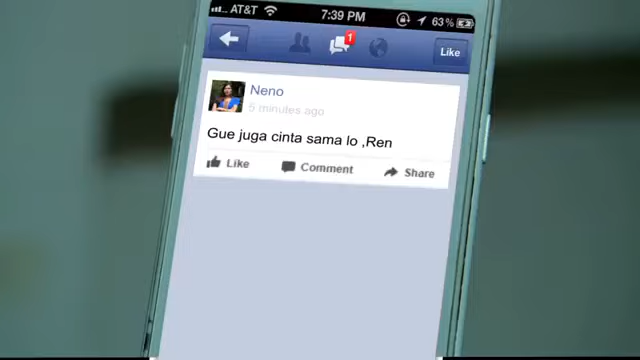 AT&T 7:39 PM 63%
1
Like
Neno
5 minutes ago
Gue juga cinta sama lo ,Ren
Like Comment Share